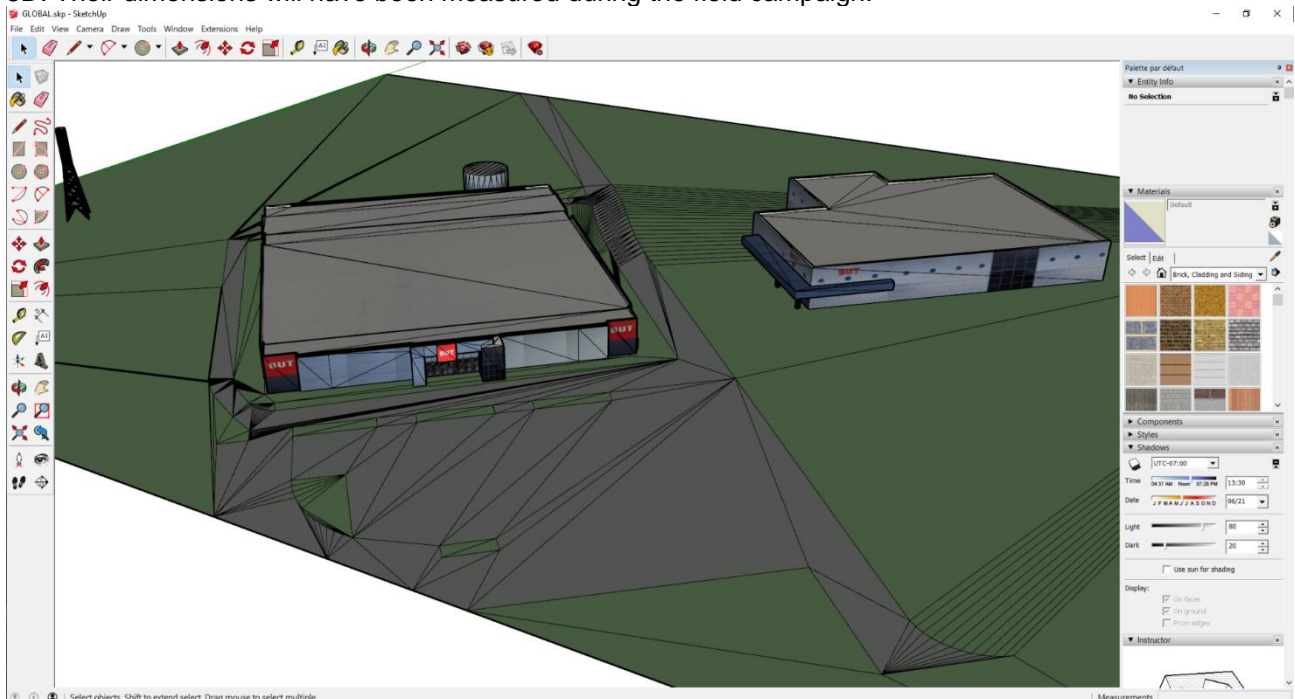 3D. Their dimensions will have been measured during the field campaign.
GLOBAL.skp - SketchUp
File Edit View Camera Draw Tools Window Extensions Help
Palette par défaut
▼ Entity Info
No Selection
▼ Materials
Default
Select Edit
Brick, Cladding and Siding
BUT
BUT
BUT
BUT
► Components
► Styles
▼ Shadows
UTC-07:00
Time 04:37 AM Noon 07:28 PM 13:30
Date J F M A M J J A S O N D 06/21
Light 80
Dark 20
Use sun for shading
Display:
On faces
On ground
From edges
▼ Instructor
Select objects. Shift to extend select. Drag mouse to select multiple.
Measurements